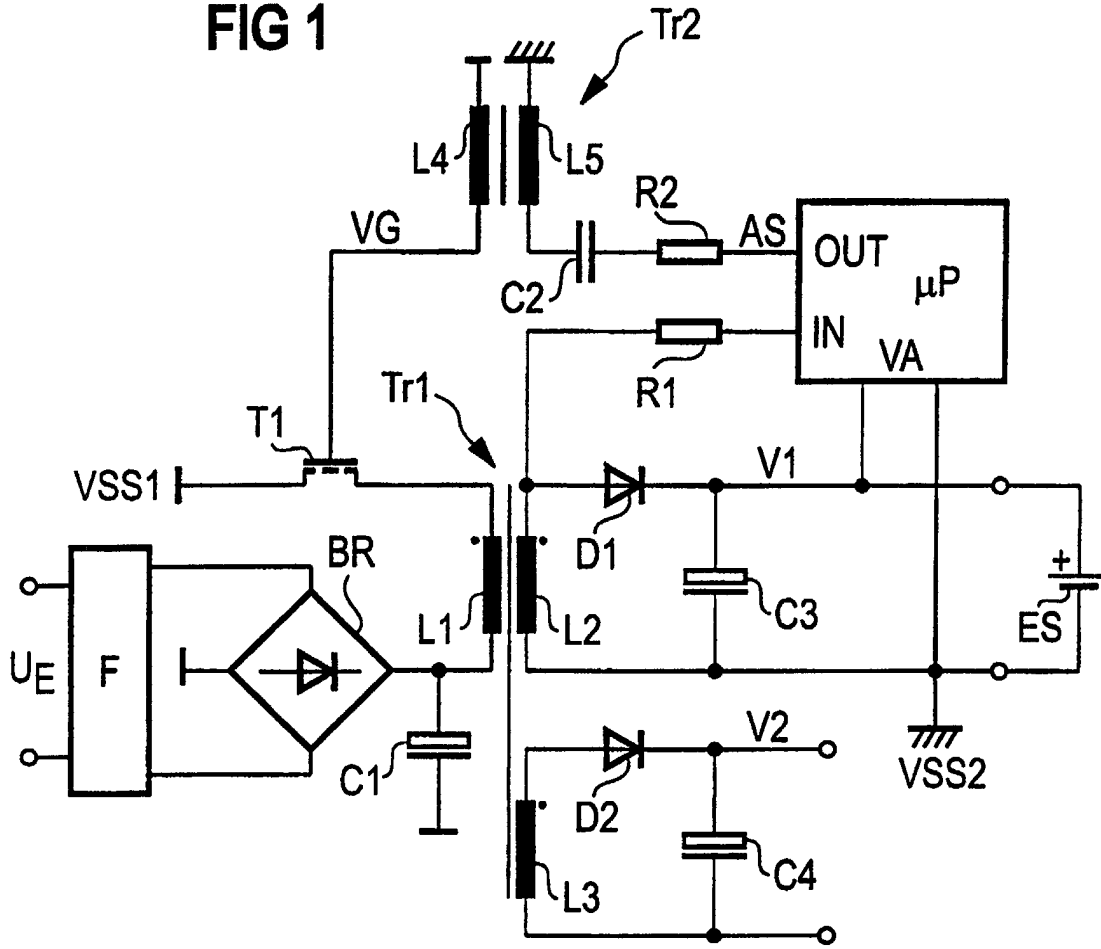 FIG 1
Tr2
L4
L5
R2
VG
AS
OUT
μP
C2
IN
VA
R1
Tr1
T1
VSS1
V1
D1
BR
+
L1
L2
C3
ES
UE
F
V2
VSS2
C1
D2
L3
C4